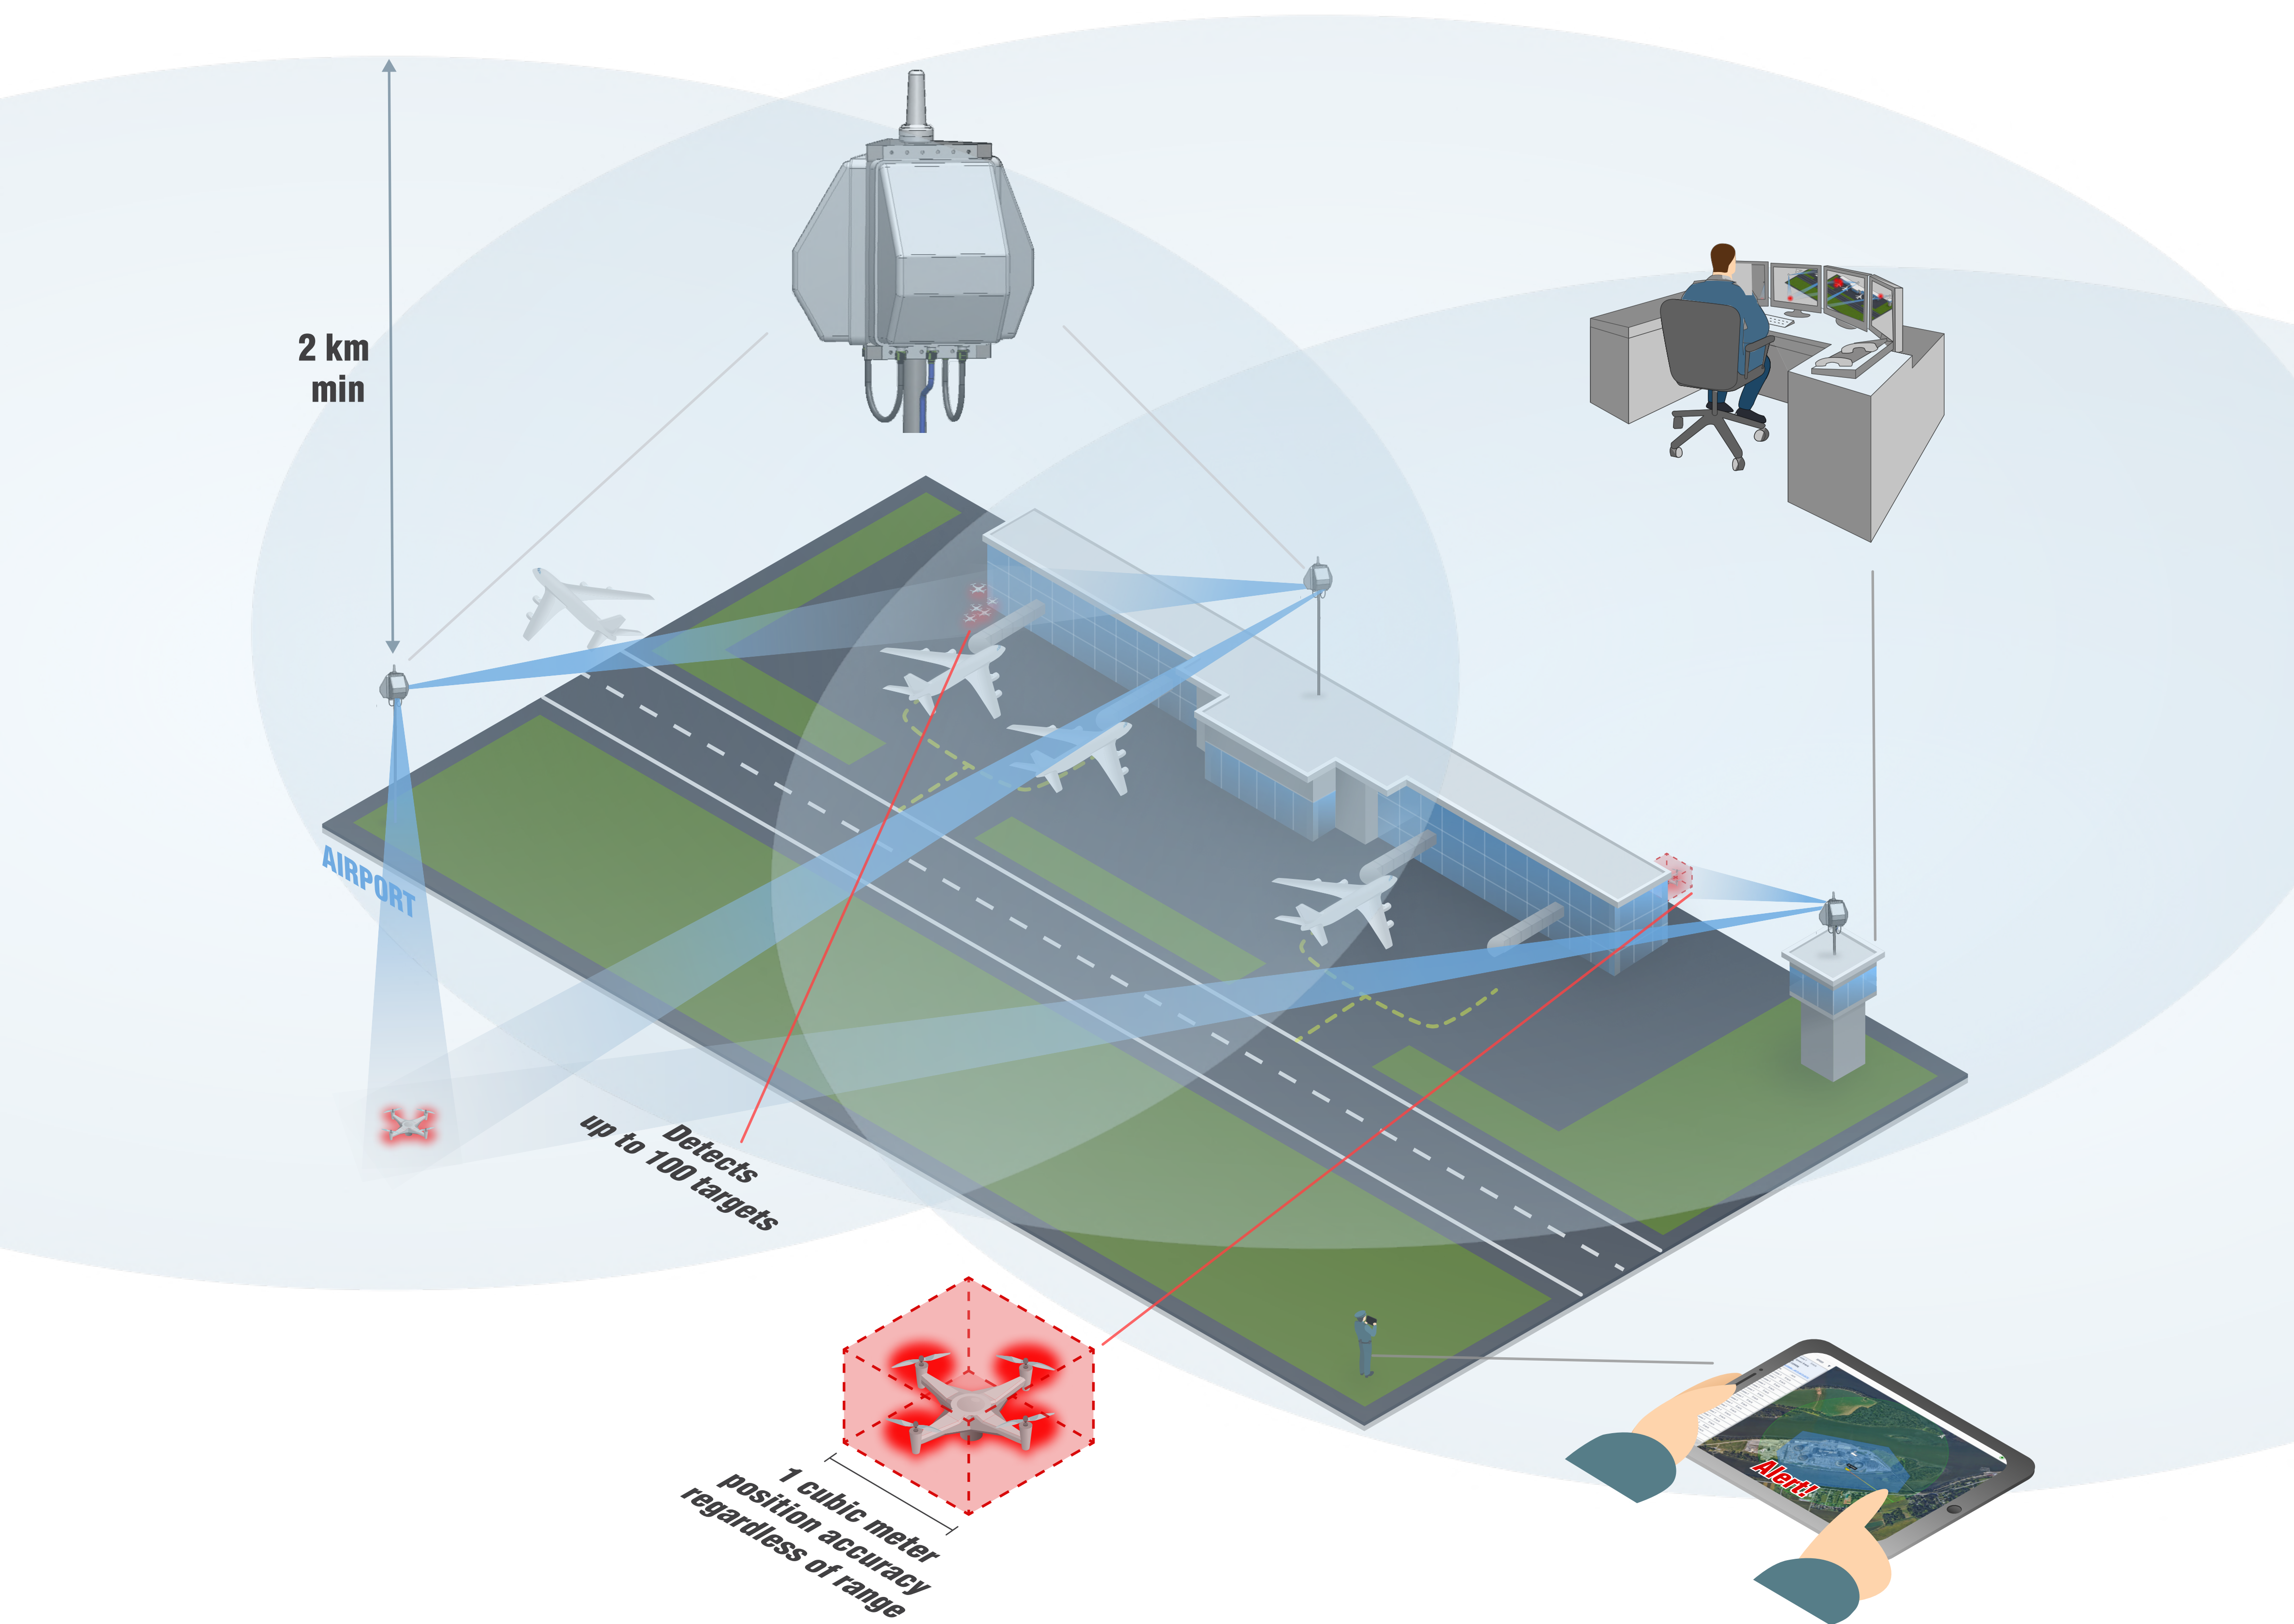 2 km
min
AIRPORT
Detects
up to 100 targets
1 cubic meter
position accuracy
regardless of range
Alert!